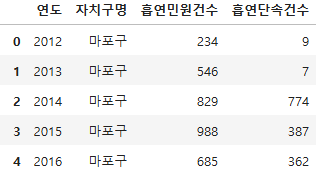 연도 자치구명 흡연민원건수 흡연단속건수
0 2012 마포구 234 9
1 2013 마포구 546 7
2 2014 마포구 829 774
3 2015 마포구 988 387
4 2016 마포구 685 362